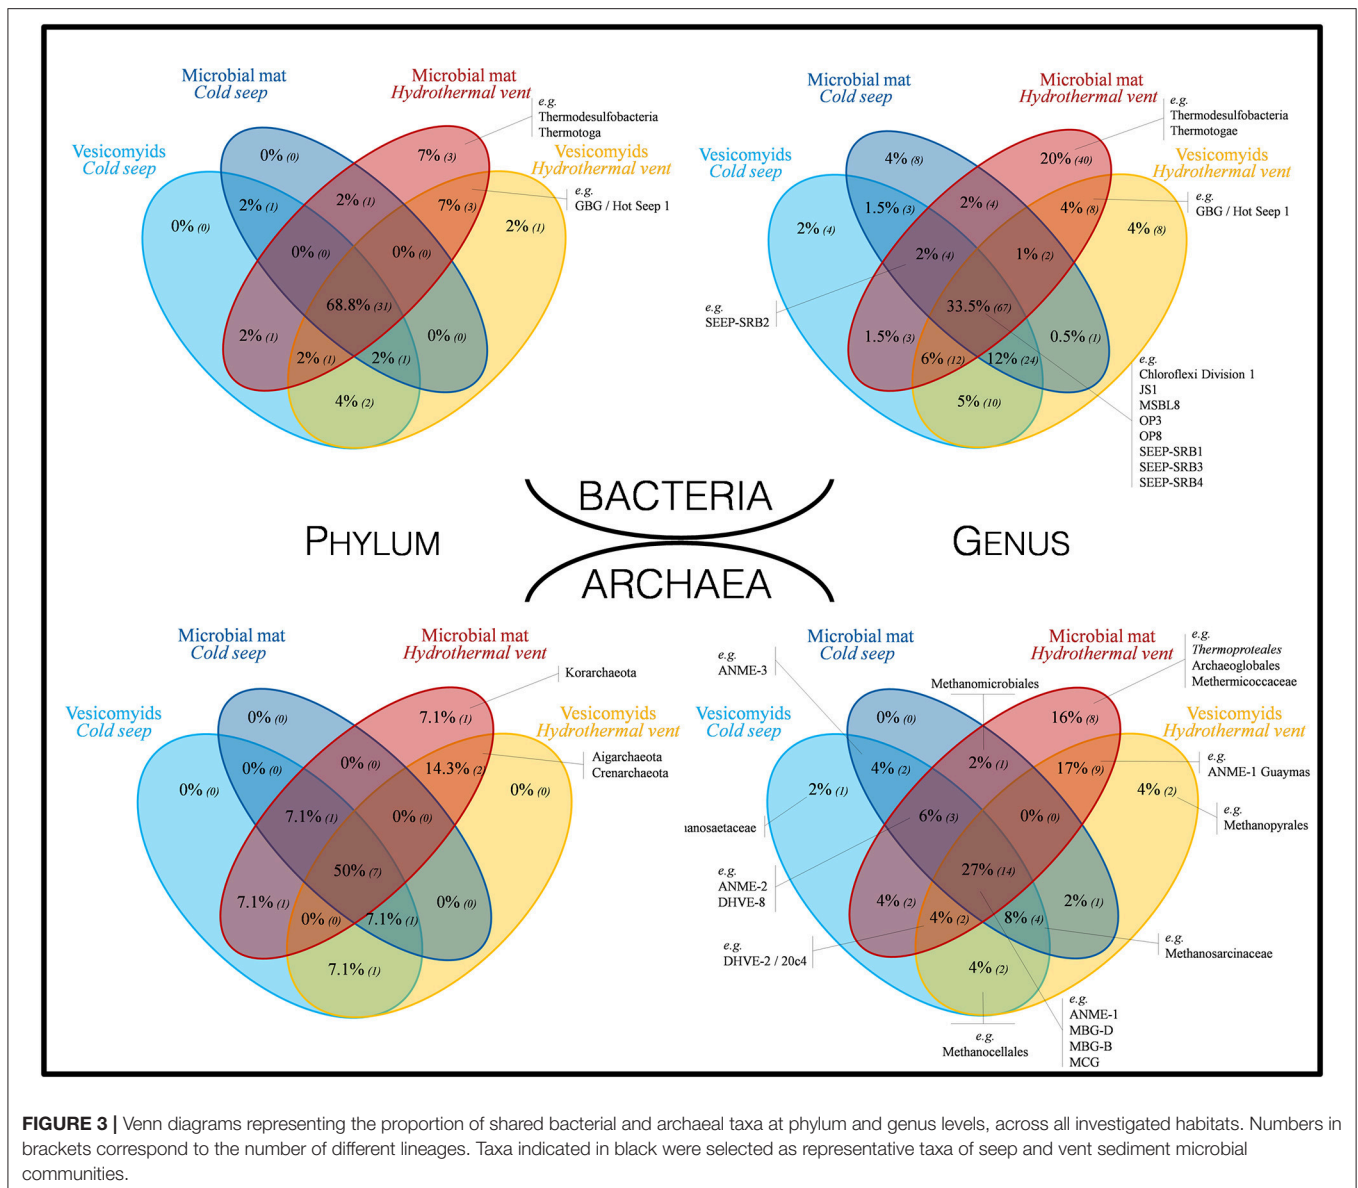 Microbial mat
Cold seep
Microbial mat
Hydrothermal vent
e.g.
Thermodesulfobacteria
Thermotoga
Vesicomyids
Cold seep
Vesicomyids
Hydrothermal vent
e.g.
GBG / Hot Seep 1
0% (0)
7% (3)
2% (1)
2% (1)
7% (3)
0% (0)
2% (1)
0% (0)
0% (0)
68.8% (31)
2% (1)
0% (0)
2% (1)
2% (1)
4% (2)
Microbial mat
Cold seep
Microbial mat
Hydrothermal vent
e.g.
Thermodesulfobacteria
Thermotogae
Vesicomyids
Cold seep
Vesicomyids
Hydrothermal vent
e.g.
GBG / Hot Seep 1
4% (8)
20% (40)
1.5% (3)
2% (4)
4% (8)
2% (4)
4% (8)
2% (4)
1% (2)
e.g.
SEEP-SRB2
33.5% (67)
1.5% (3)
0.5% (1)
6% (12)
12% (24)
5% (10)
e.g.
Chloroflexi Division 1
JS1
MSBL8
OP3
OP8
SEEP-SRB1
SEEP-SRB3
SEEP-SRB4
BACTERIA
PHYLUM
GENUS
ARCHAEA
Microbial mat
Cold seep
Microbial mat
Hydrothermal vent
Korarchaeota
Vesicomyids
Cold seep
Vesicomyids
Hydrothermal vent
Aigarchaeota
Crenarchaeota
0% (0)
7.1% (1)
0% (0)
0% (0)
14.3% (2)
0% (0)
0% (0)
7.1% (1)
0% (0)
50% (7)
7.1% (1)
0% (0)
0% (0)
7.1% (1)
7.1% (1)
e.g.
ANME-3
Microbial mat
Cold seep
Methanomicrobiales
Microbial mat
Hydrothermal vent
e.g.
Thermoproteales
Archaeoglobales
Methermicoccaceae
Vesicomyids
Cold seep
Vesicomyids
Hydrothermal vent
e.g.
ANME-1 Guaymas
e.g.
Methanopyrales
0% (0)
16% (8)
4% (2)
2% (1)
17% (9)
2% (1)
4% (2)
6% (3)
0% (0)
anosaetaceae
27% (14)
e.g.
ANME-2
DHVE-8
4% (2)
2% (1)
4% (2)
8% (4)
e.g.
DHVE-2 / 20c4
e.g.
Methanosarcinaceae
4% (2)
e.g.
Methanocellales
e.g.
ANME-1
MBG-D
MBG-B
MCG
FIGURE 3 | Venn diagrams representing the proportion of shared bacterial and archaeal taxa at phylum and genus levels, across all investigated habitats. Numbers in
brackets correspond to the number of different lineages. Taxa indicated in black were selected as representative taxa of seep and vent sediment microbial
communities.